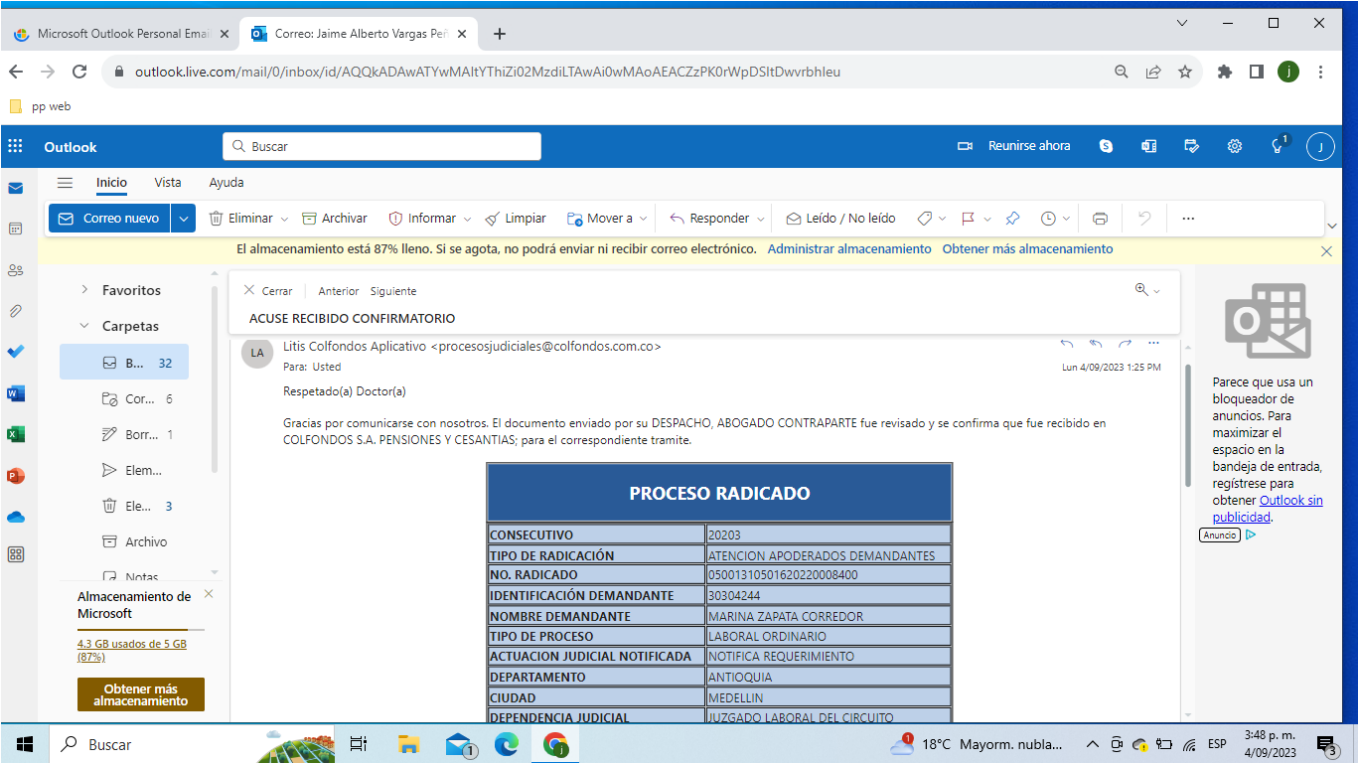 Microsoft Outlook Personal Email
Correo: Jaime Alberto Vargas Peñ
outlook.live.com/mail/0/inbox/id/
pp web
Outlook
Buscar
Reunirse ahora
J
Inicio Vista Ayuda
Correo nuevo
Eliminar
Archivar
Informar
Limpiar
Mover a
Responder
Leído / No leído
El almacenamiento está 87% lleno. Si se agota, no podrá enviar ni recibir correo electrónico. Administrar almacenamiento Obtener más almacenamiento
Favoritos
Carpetas
B... 32
Cor... 6
Borr... 1
Elem...
Ele... 3
Archivo
Notas
Almacenamiento de
Microsoft
4.3 GB usados de 5 GB
(87%)
Obtener más
almacenamiento
Cerrar Anterior Siguiente
ACUSE RECIBIDO CONFIRMATORIO
LA
Litis Colfondos Aplicativo <procesosjudiciales@colfondos.com.co>
Para: Usted
Lun 4/09/2023 1:25 PM
Respetado(a) Doctor(a)
Gracias por comunicarse con nosotros. El documento enviado por su DESPACHO, ABOGADO CONTRAPARTE fue revisado y se confirma que fue recibido en
COLFONDOS S.A. PENSIONES Y CESANTIAS; para el correspondiente tramite.
PROCESO RADICADO
CONSECUTIVO 20203
TIPO DE RADICACIÓN ATENCION APODERADOS DEMANDANTES
NO. RADICADO 05001310501620220008400
IDENTIFICACIÓN DEMANDANTE 30304244
NOMBRE DEMANDANTE MARINA ZAPATA CORREDOR
TIPO DE PROCESO LABORAL ORDINARIO
ACTUACION JUDICIAL NOTIFICADA NOTIFICA REQUERIMIENTO
DEPARTAMENTO ANTIOQUIA
CIUDAD MEDELLIN
DEPENDENCIA JUDICIAL JUZGADO LABORAL DEL CIRCUITO
Parece que usa un
bloqueador de
anuncios. Para
maximizar el
espacio en la
bandeja de entrada,
regístrese para
obtener Outlook sin
publicidad.
Anuncio
Buscar
18°C Mayorm. nubla...
ESP
3:48 p. m.
4/09/2023